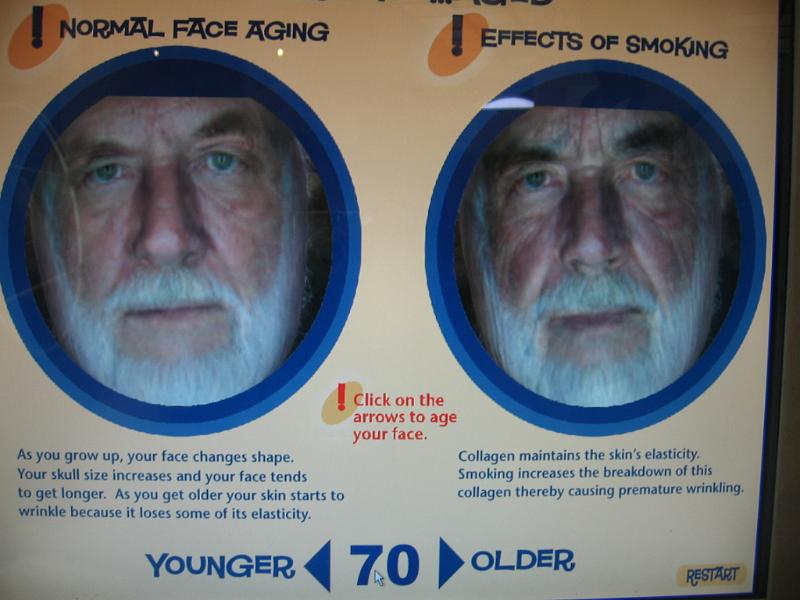 NORMAL FACE AGING
EFFECTS OF SMOKING
Click on the
arrows to age
your face.
As you grow up, your face changes shape.
Your skull size increases and your face tends
to get longer. As you get older your skin starts to
wrinkle because it loses some of its elasticity.
Collagen maintains the skin's elasticity.
Smoking increases the breakdown of this
collagen thereby causing premature wrinkling.
YOUNGER 70 OLDER
RESTART